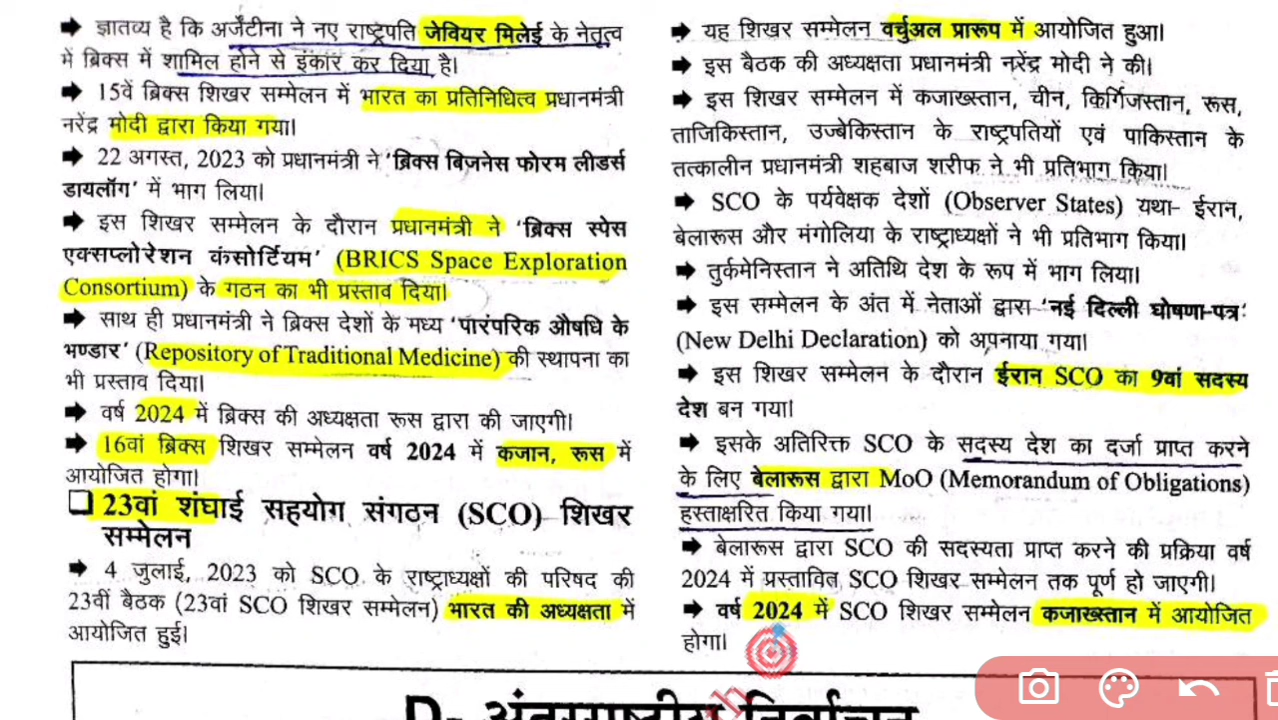 ➡ ज्ञातव्य है कि अर्जेंटीना ने नए राष्ट्रपति जेवियर मिलेई के नेतृत्व
में ब्रिक्स में शामिल होने से इंकार कर दिया है।
➡ 15वें ब्रिक्स शिखर सम्मेलन में भारत का प्रतिनिधित्व प्रधानमंत्री
नरेंद्र मोदी द्वारा किया गया।
➡ 22 अगस्त, 2023 को प्रधानमंत्री ने 'ब्रिक्स बिजनेस फोरम लीडर्स
डायलॉग' में भाग लिया।
➡ इस शिखर सम्मेलन के दौरान प्रधानमंत्री ने 'ब्रिक्स स्पेस
एक्सप्लोरेशन कंसोर्टियम' (BRICS Space Exploration
Consortium) के गठन का भी प्रस्ताव दिया।
➡ साथ ही प्रधानमंत्री ने ब्रिक्स देशों के मध्य 'पारंपरिक औषधि के
भण्डार' (Repository of Traditional Medicine) की स्थापना का
भी प्रस्ताव दिया।
➡ वर्ष 2024 में ब्रिक्स की अध्यक्षता रूस द्वारा की जाएगी।
➡ 16वां ब्रिक्स शिखर सम्मेलन वर्ष 2024 में कजान, रूस में
आयोजित होगा।
❑ 23वां शंघाई सहयोग संगठन (SCO) शिखर
सम्मेलन
➡ 4 जुलाई, 2023 को SCO के राष्ट्राध्यक्षों की परिषद की
23वीं बैठक (23वां SCO शिखर सम्मेलन) भारत की अध्यक्षता में
आयोजित हुई।
➡ यह शिखर सम्मेलन वर्चुअल प्रारूप में आयोजित हुआ।
➡ इस बैठक की अध्यक्षता प्रधानमंत्री नरेंद्र मोदी ने की।
➡ इस शिखर सम्मेलन में कजाख्स्तान, चीन, किर्गिजस्तान, रूस,
ताजिकिस्तान, उज्बेकिस्तान के राष्ट्रपतियों एवं पाकिस्तान के
तत्कालीन प्रधानमंत्री शहबाज शरीफ ने भी प्रतिभाग किया।
➡ SCO के पर्यवेक्षक देशों (Observer States) यथा- ईरान,
बेलारूस और मंगोलिया के राष्ट्राध्यक्षों ने भी प्रतिभाग किया।
➡ तुर्कमेनिस्तान ने अतिथि देश के रूप में भाग लिया।
➡ इस सम्मेलन के अंत में नेताओं द्वारा 'नई दिल्ली घोषणा-पत्र'
(New Delhi Declaration) को अपनाया गया।
➡ इस शिखर सम्मेलन के दौरान ईरान SCO का 9वां सदस्य
देश बन गया।
➡ इसके अतिरिक्त SCO के सदस्य देश का दर्जा प्राप्त करने
के लिए बेलारूस द्वारा MoO (Memorandum of Obligations)
हस्ताक्षरित किया गया।
➡ बेलारूस द्वारा SCO की सदस्यता प्राप्त करने की प्रक्रिया वर्ष
2024 में प्रस्तावित SCO शिखर सम्मेलन तक पूर्ण हो जाएगी।
➡ वर्ष 2024 में SCO शिखर सम्मेलन कजाख्स्तान में आयोजित
होगा।
D- अंतरराष्ट्रीय निर्वाचन